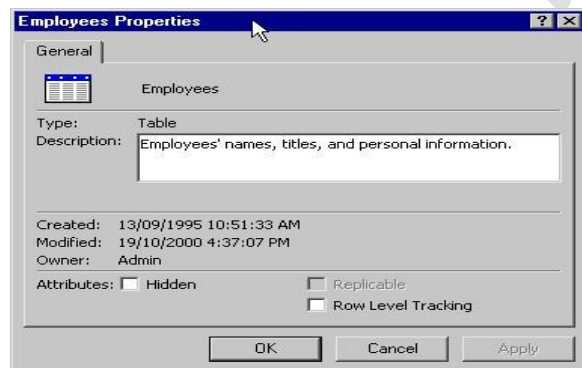 Employees Properties
General
Employees
Type: Table
Description: Employees' names, titles, and personal information.
Created: 13/09/1995 10:51:33 AM
Modified: 19/10/2000 4:37:07 PM
Owner: Admin
Attributes: Hidden Replicable
Row Level Tracking
OK Cancel Apply